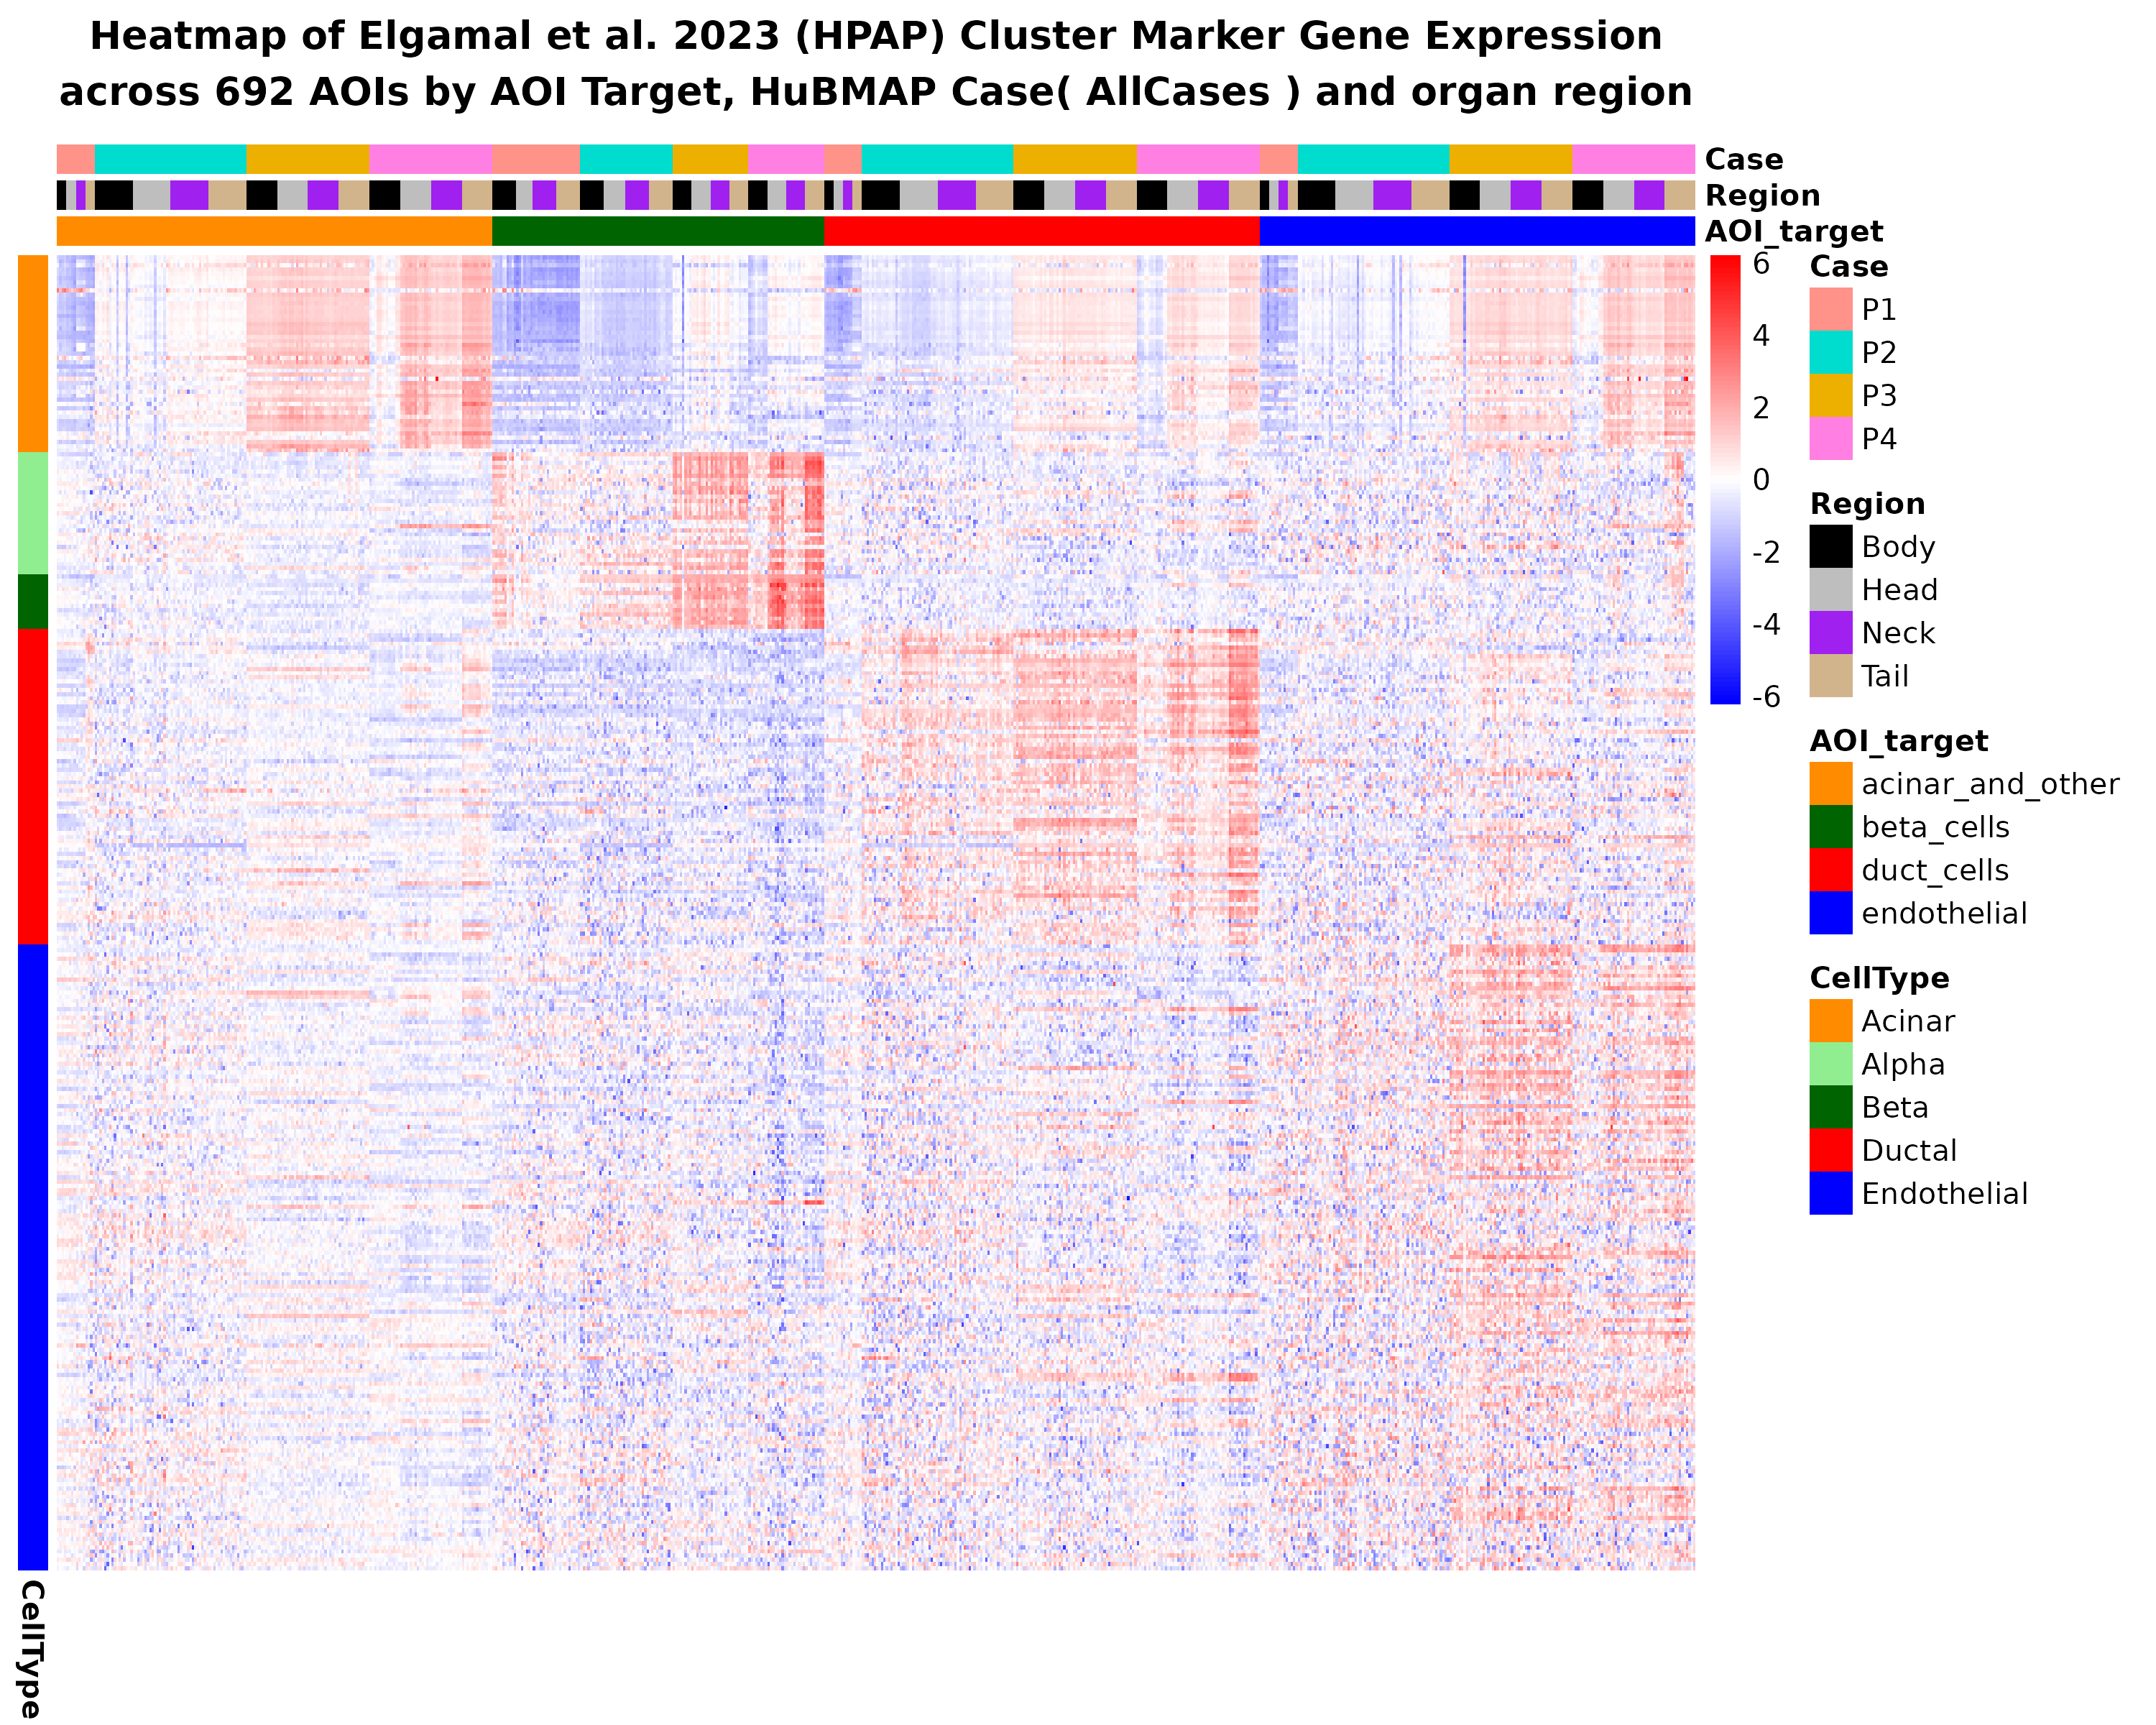 Heatmap of Elgamal et al. 2023 (HPAP) Cluster Marker Gene Expression
across 692 AOIs by AOI Target, HuBMAP Case( AllCases ) and organ region
Case
Region
AOI_target
6
4
2
0
-2
-4
-6
Case
P1
P2
P3
P4
Region
Body
Head
Neck
Tail
AOI_target
acinar_and_other
beta_cells
duct_cells
endothelial
CellType
Acinar
Alpha
Beta
Ductal
Endothelial
CellType